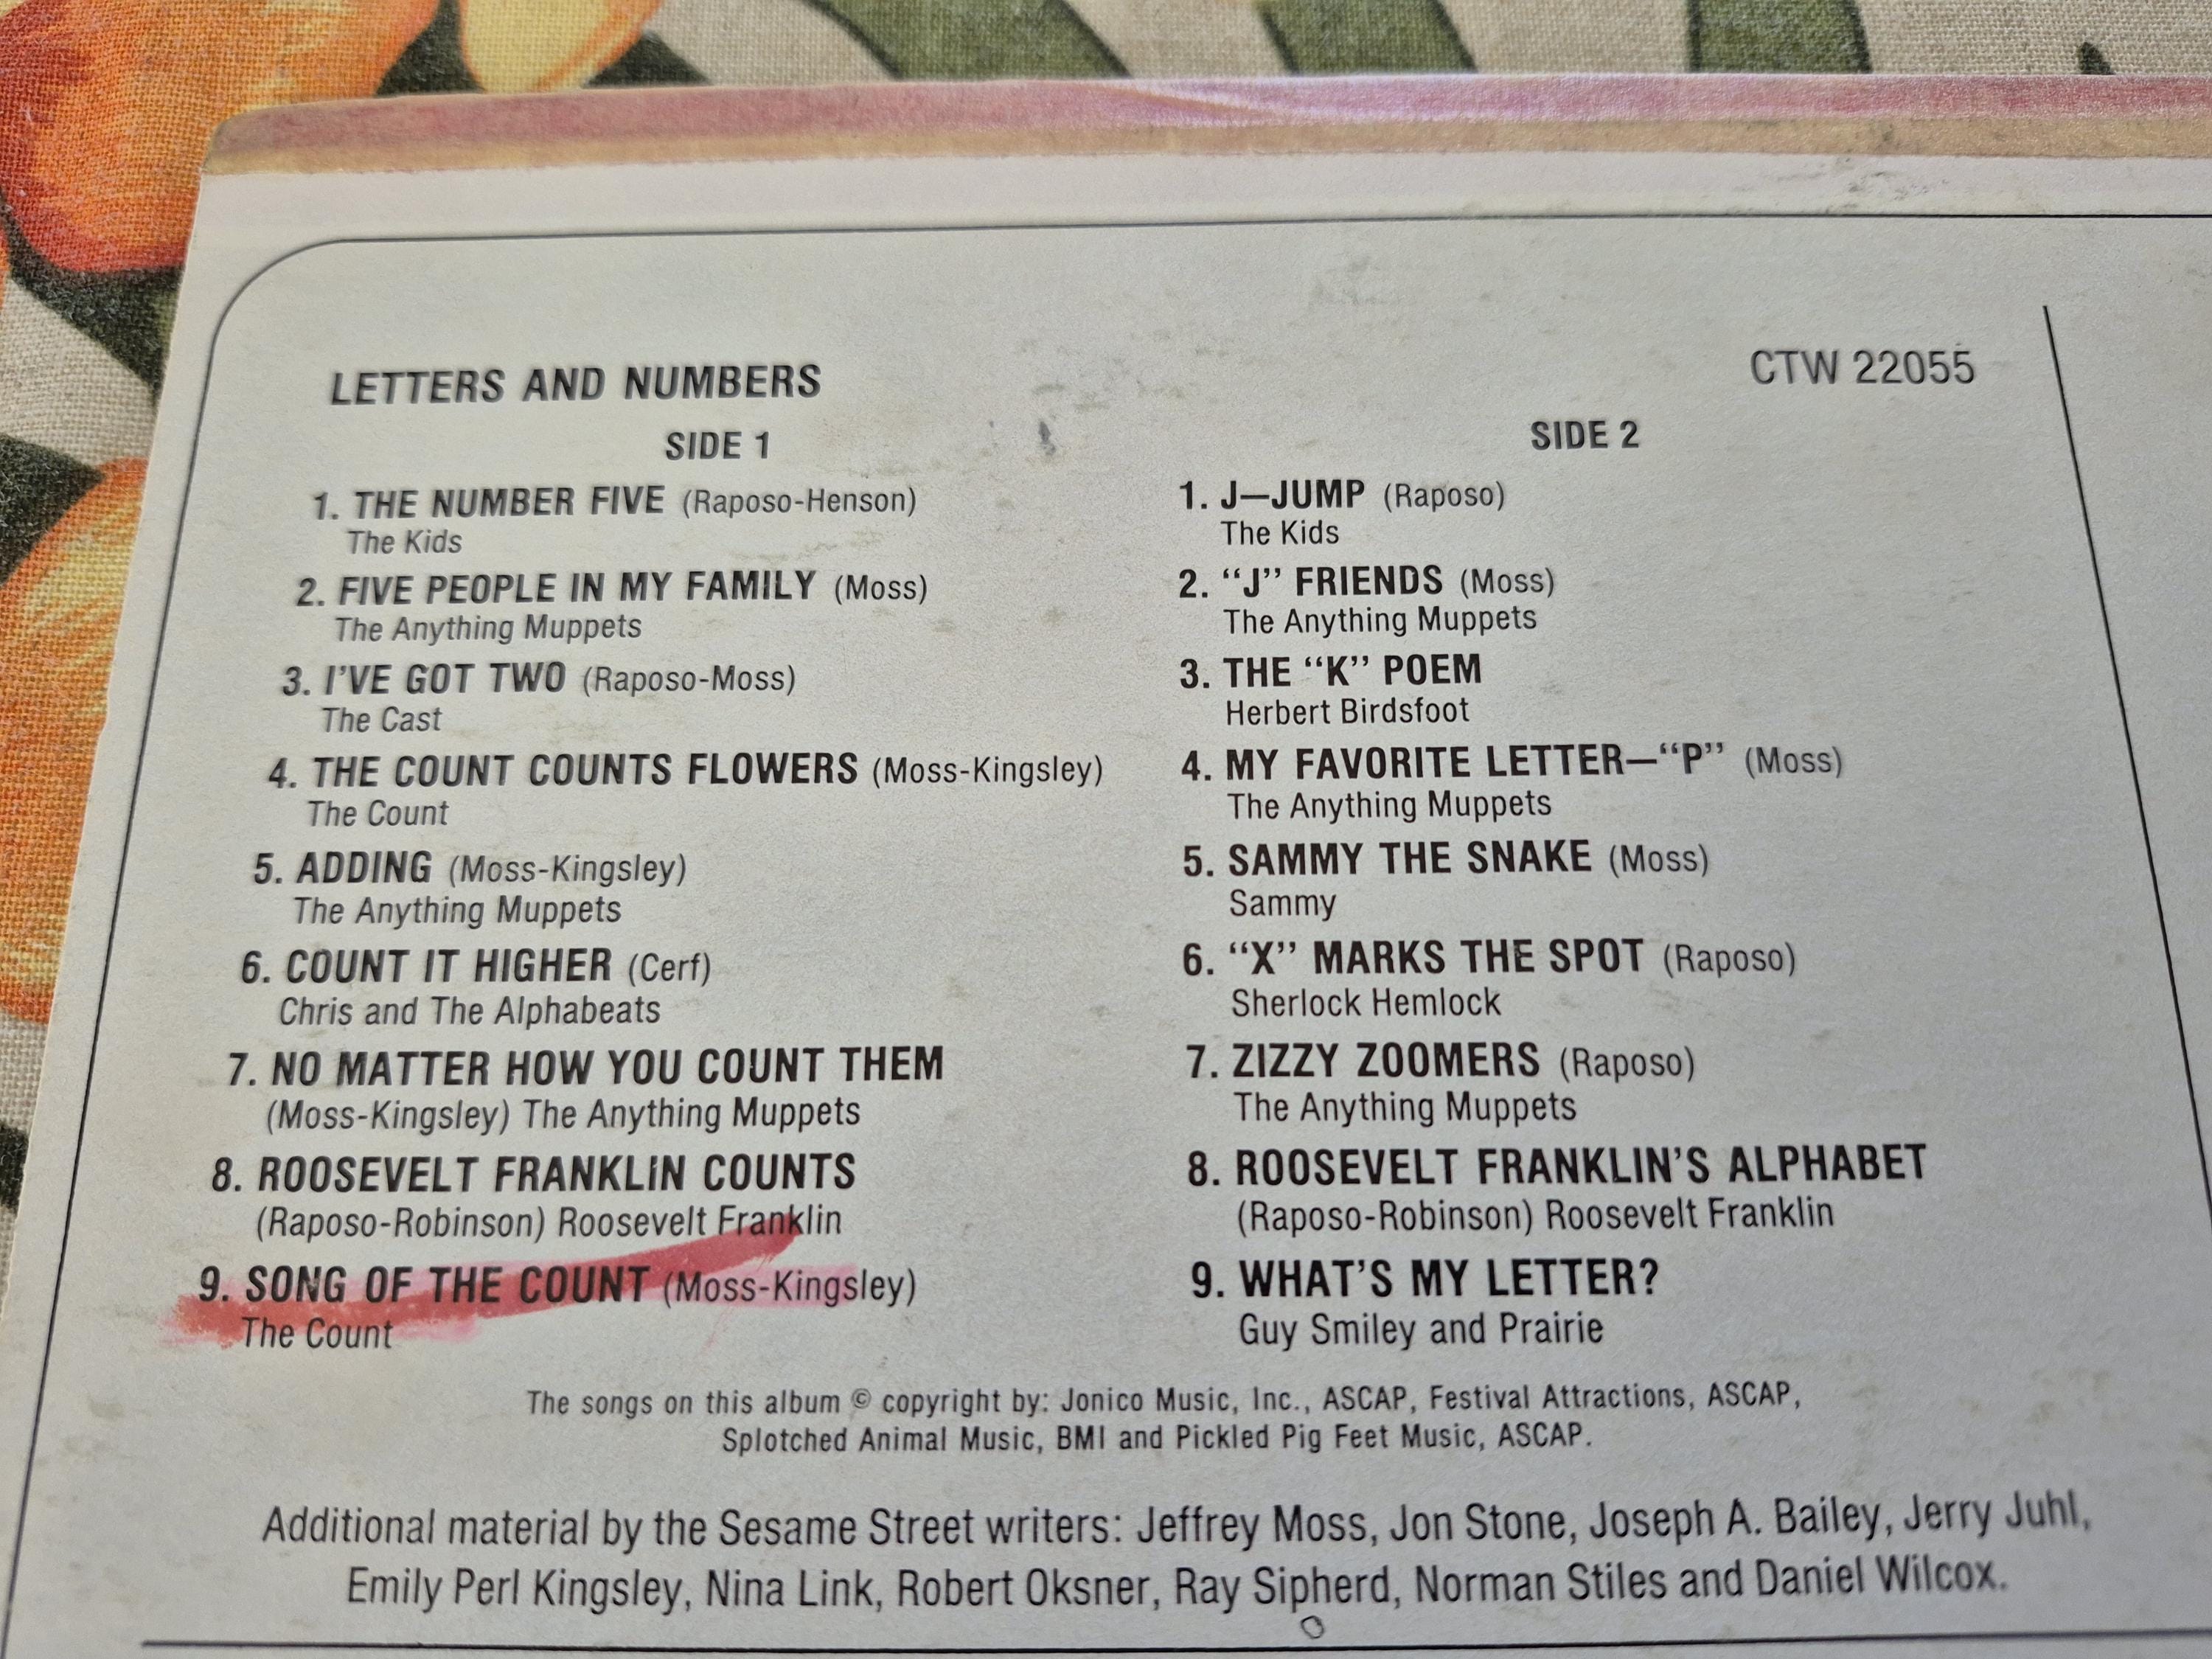 LETTERS AND NUMBERS
CTW 22055
SIDE 1
1. THE NUMBER FIVE (Raposo-Henson)
The Kids
2. FIVE PEOPLE IN MY FAMILY (Moss)
The Anything Muppets
3. I'VE GOT TWO (Raposo-Moss)
The Cast
4. THE COUNT COUNTS FLOWERS (Moss-Kingsley)
The Count
5. ADDING (Moss-Kingsley)
The Anything Muppets
6. COUNT IT HIGHER (Cerf)
Chris and The Alphabeats
7. NO MATTER HOW YOU COUNT THEM
(Moss-Kingsley) The Anything Muppets
8. ROOSEVELT FRANKLIN COUNTS
(Raposo-Robinson) Roosevelt Franklin
9. SONG OF THE COUNT (Moss-Kingsley)
The Count
SIDE 2
1. J—JUMP (Raposo)
The Kids
2. “J” FRIENDS (Moss)
The Anything Muppets
3. THE “K” POEM
Herbert Birdsfoot
4. MY FAVORITE LETTER—“P” (Moss)
The Anything Muppets
5. SAMMY THE SNAKE (Moss)
Sammy
6. “X” MARKS THE SPOT (Raposo)
Sherlock Hemlock
7. ZIZZY ZOOMERS (Raposo)
The Anything Muppets
8. ROOSEVELT FRANKLIN'S ALPHABET
(Raposo-Robinson) Roosevelt Franklin
9. WHAT'S MY LETTER?
Guy Smiley and Prairie
The songs on this album © copyright by: Jonico Music, Inc., ASCAP, Festival Attractions, ASCAP,
Splotched Animal Music, BMI and Pickled Pig Feet Music, ASCAP.
Additional material by the Sesame Street writers: Jeffrey Moss, Jon Stone, Joseph A. Bailey, Jerry Juhl,
Emily Perl Kingsley, Nina Link, Robert Oksner, Ray Sipherd, Norman Stiles and Daniel Wilcox.